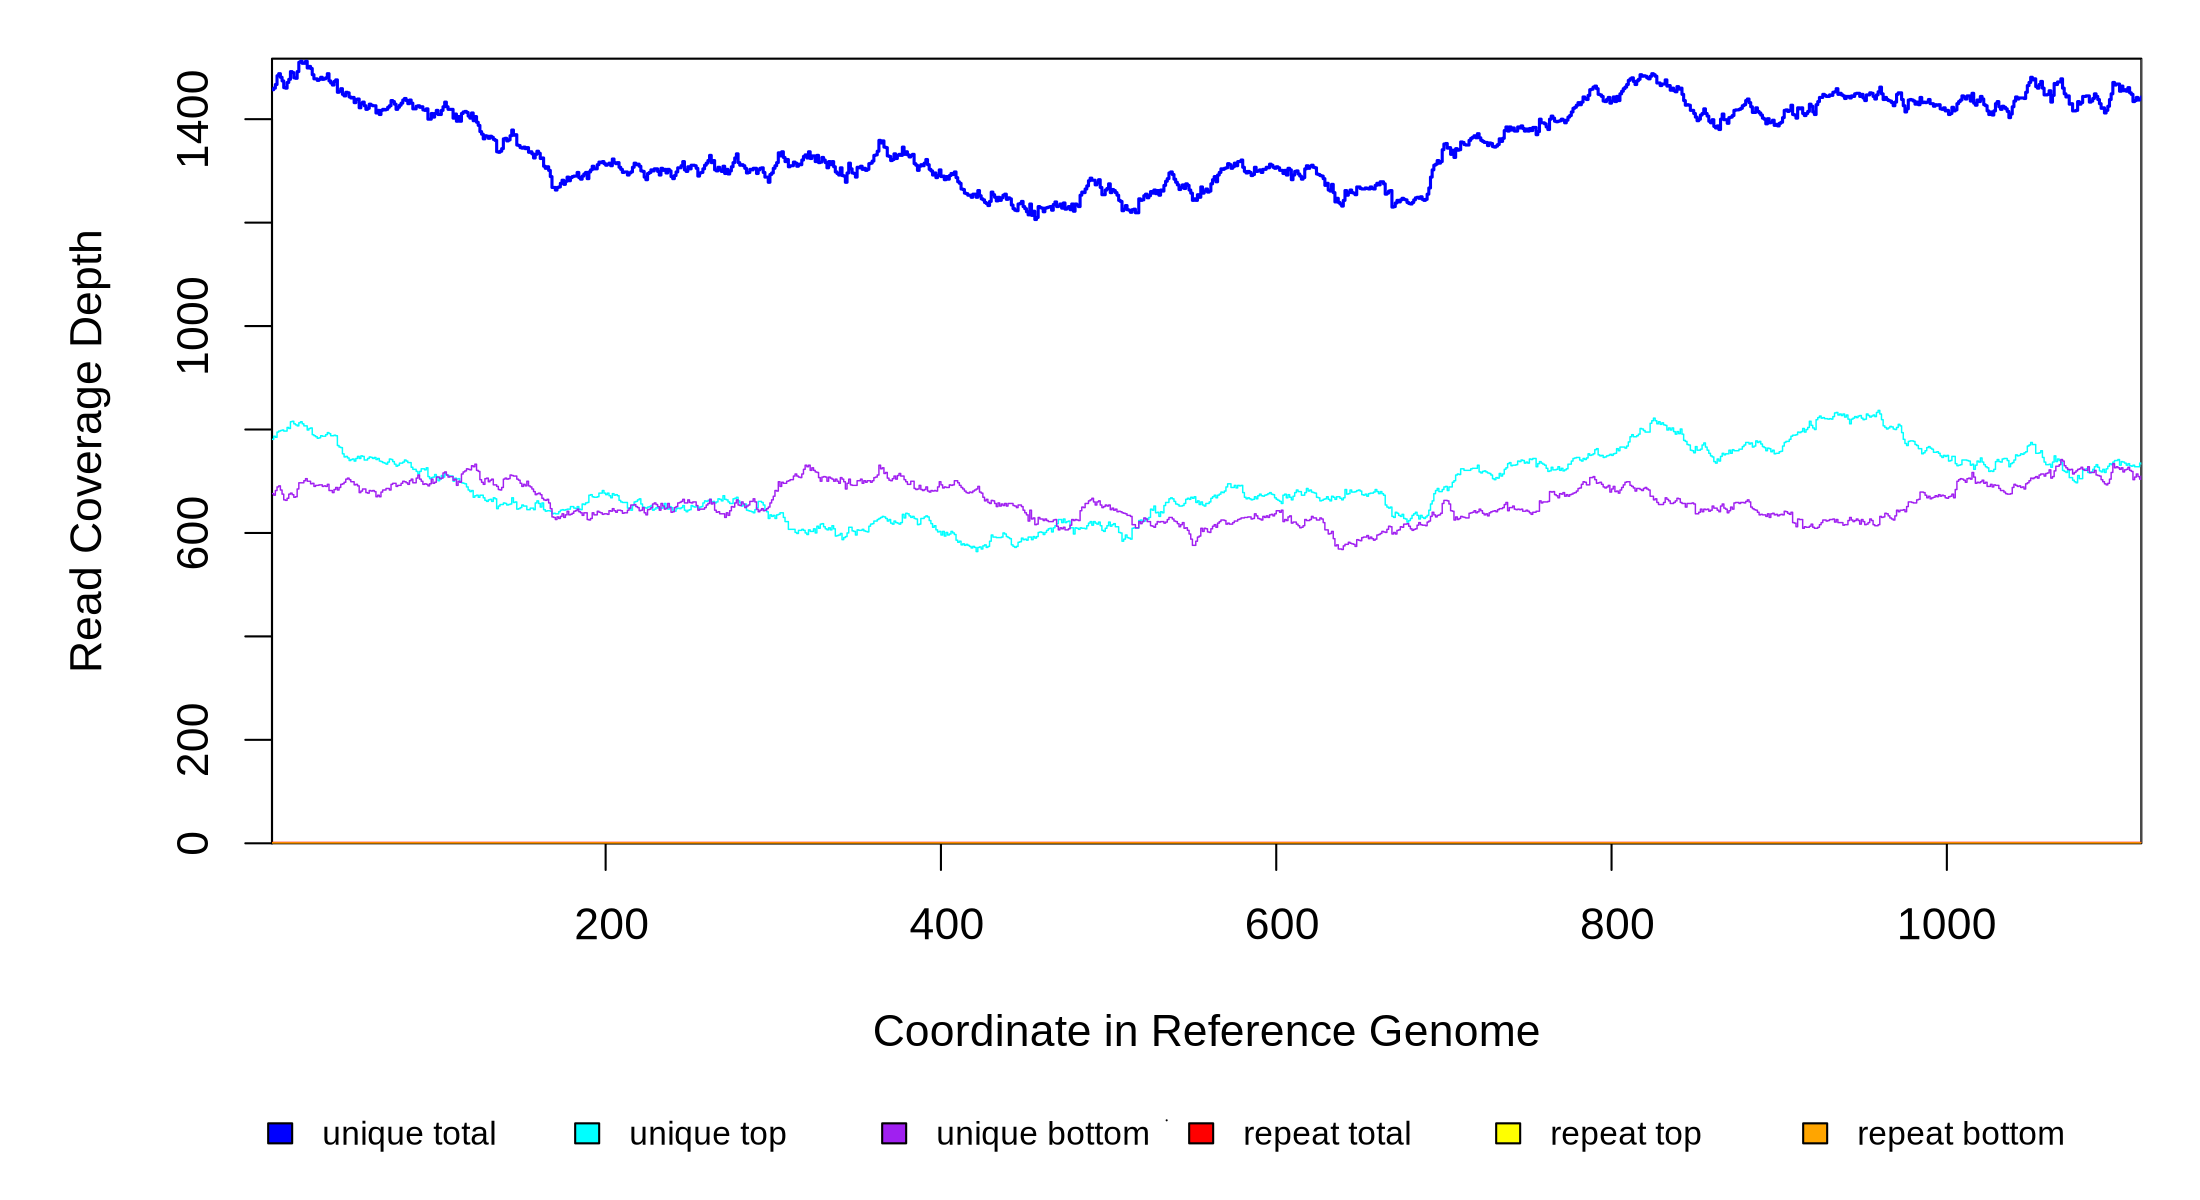 Read Coverage Depth
1400
1000
600
200
0
200 400 600 800 1000
Coordinate in Reference Genome
unique total unique top unique bottom repeat total repeat top repeat bottom